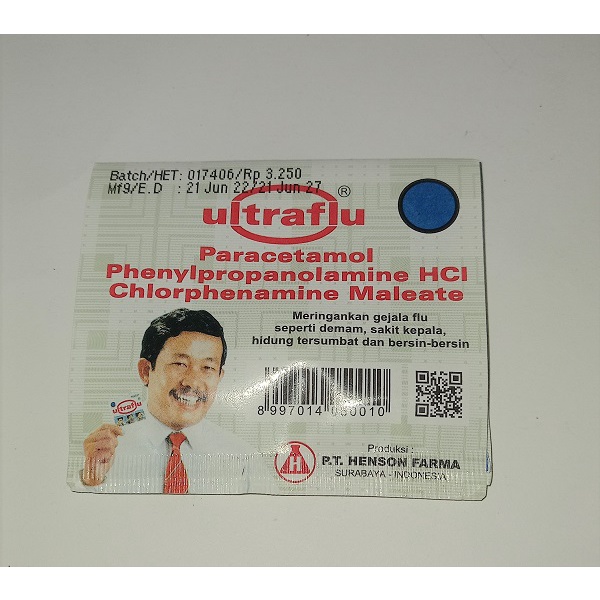 Batch/HET: 017406/Rp 3.250
Mfg/E.D : 21 Jun 22/21 Jun 27
ultraflu ®
Paracetamol
Phenylpropanolamine HCl
Chlorphenamine Maleate
Meringankan gejala flu
seperti demam, sakit kepala,
hidung tersumbat dan bersin-bersin
ultraflu
8 997014 080010
Produksi :
H
P.T. HENSON FARMA
SURABAYA - INDONESIA